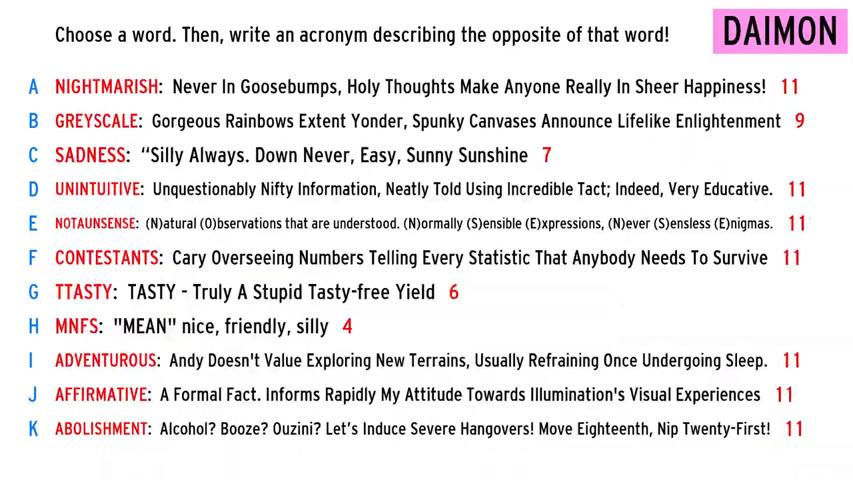 Choose a word. Then, write an acronym describing the opposite of that word!
DAIMON
A NIGHTMARISH: Never In Goosebumps, Holy Thoughts Make Anyone Really In Sheer Happiness! 11
B GREYSCALE: Gorgeous Rainbows Extent Yonder, Spunky Canvases Announce Lifelike Enlightenment 9
C SADNESS: “Silly Always. Down Never, Easy, Sunny Sunshine 7
D UNINTUITIVE: Unquestionably Nifty Information, Neatly Told Using Incredible Tact; Indeed, Very Educative. 11
E NOTAUNSENSE: (N)atural (O)bservations that are understood. (N)ormally (S)ensible (E)xpressions, (N)ever (S)ensless (E)nigmas. 11
F CONTESTANTS: Cary Overseeing Numbers Telling Every Statistic That Anybody Needs To Survive 11
G TTASTY: TASTY - Truly A Stupid Tasty-free Yield 6
H MNFS: "MEAN" nice, friendly, silly 4
I ADVENTUROUS: Andy Doesn't Value Exploring New Terrains, Usually Refraining Once Undergoing Sleep. 11
J AFFIRMATIVE: A Formal Fact. Informs Rapidly My Attitude Towards Illumination's Visual Experiences 11
K ABOLISHMENT: Alcohol? Booze? Ouzini? Let’s Induce Severe Hangovers! Move Eighteenth, Nip Twenty-First! 11